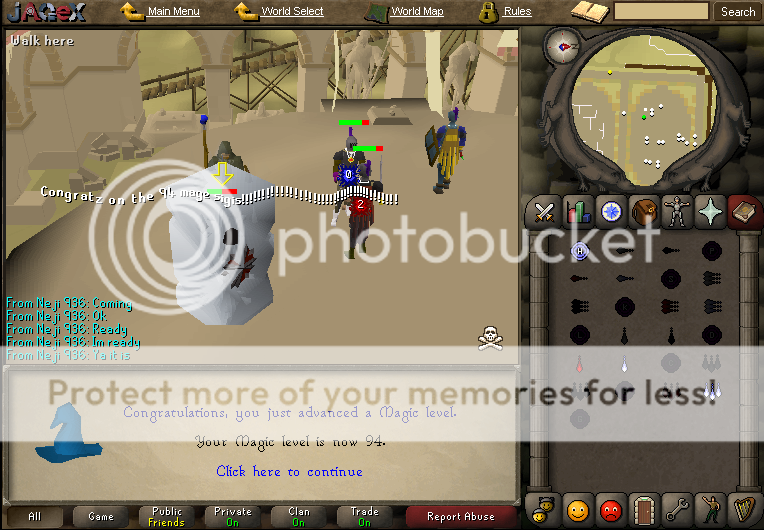 JAGEX
Main Menu
World Select
World Map
Rules
Search
Walk here
0
Congratz on the 94 mage sigis!!!!!!!!!!!!!!!!!!!!!!!!!!!!!!!!!!!!!!!!
2
photobucket
From Neji 936: Coming
From Neji 936: Ok
From Neji 936: Ready
From Neji 936: Im ready
From Neji 936: Ya it is
Protect more of your memories for less!
Congratulations, you just advanced a Magic level.
Your Magic level is now 94.
Click here to continue
All
Game
Public
Friends
Private
On
Clan
On
Trade
On
Report Abuse